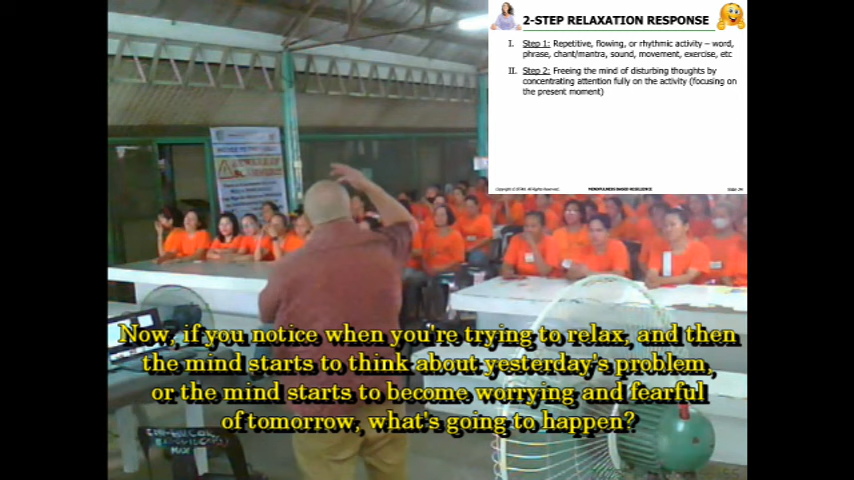 2-STEP RELAXATION RESPONSE
I. Step 1: Repetitive, flowing, or rhythmic activity – word,
phrase, chant/mantra, sound, movement, exercise, etc
II. Step 2: Freeing the mind of disturbing thoughts by
concentrating attention fully on the activity (focusing on
the present moment)
MINDFULNESS-BASED RESILIENCE
Now, if you notice when you're trying to relax, and then
the mind starts to think about yesterday's problem,
or the mind starts to become worrying and fearful
of tomorrow, what's going to happen?